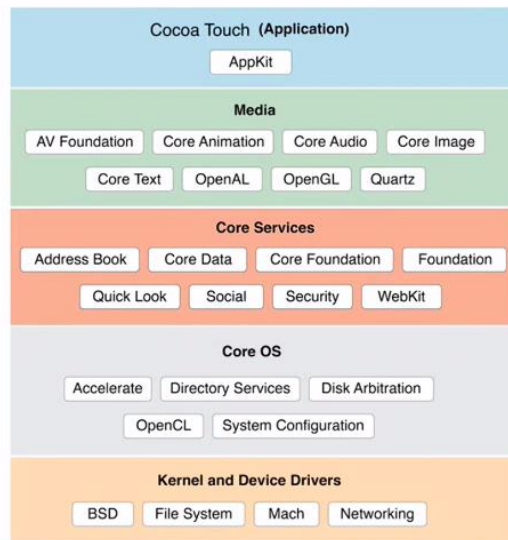 Cocoa Touch (Application)
AppKit
Media
AV Foundation Core Animation Core Audio Core Image
Core Text OpenAL OpenGL Quartz
Core Services
Address Book Core Data Core Foundation Foundation
Quick Look Social Security WebKit
Core OS
Accelerate Directory Services Disk Arbitration
OpenCL System Configuration
Kernel and Device Drivers
BSD File System Mach Networking